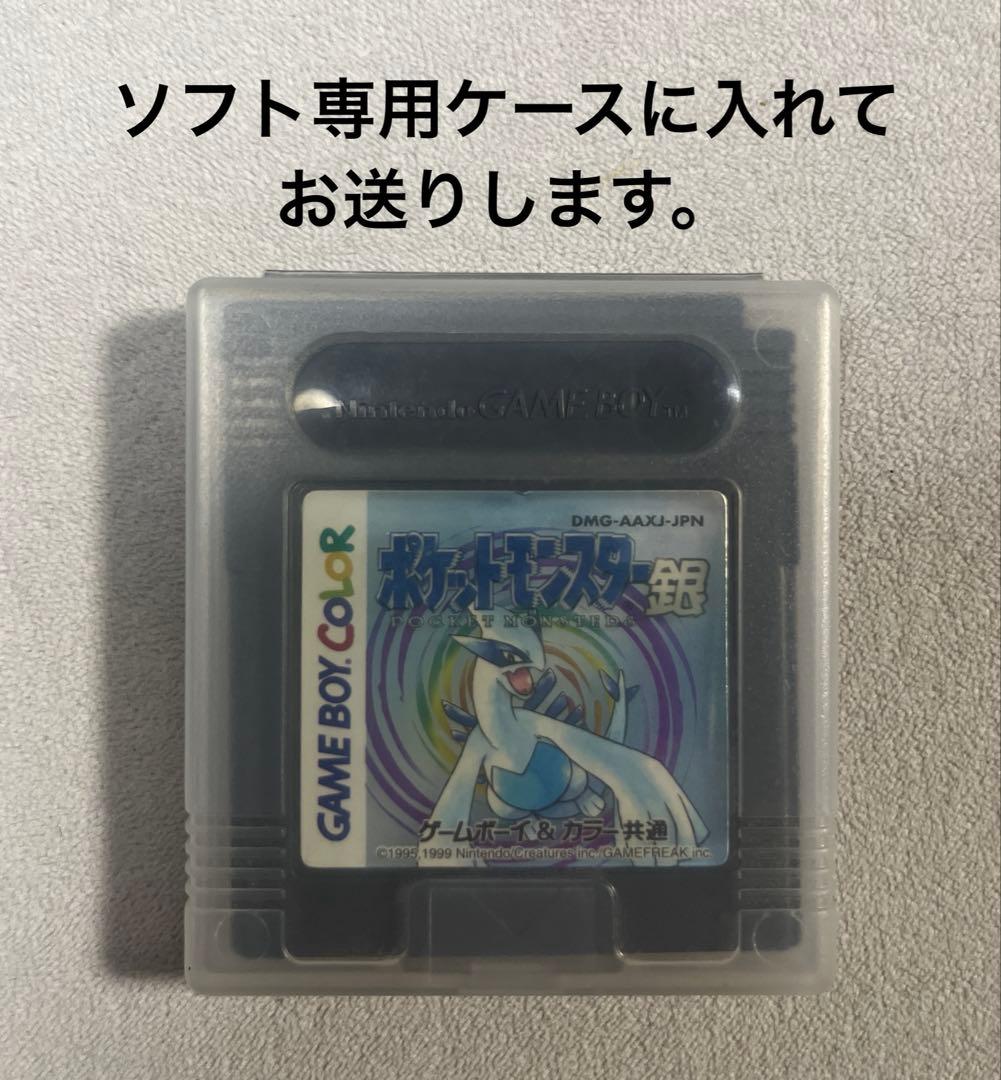 ソフト専用ケースに入れて
お送りします。
Nintendo GAME BOY™
DMG-AAXJ-JPN
ポケットモンスター銀
POCKET MONSTERS
GAME BOY COLOR
ゲームボーイ&カラー共通
©1995,1999 Nintendo/Creatures inc./GAMEFREAK inc.